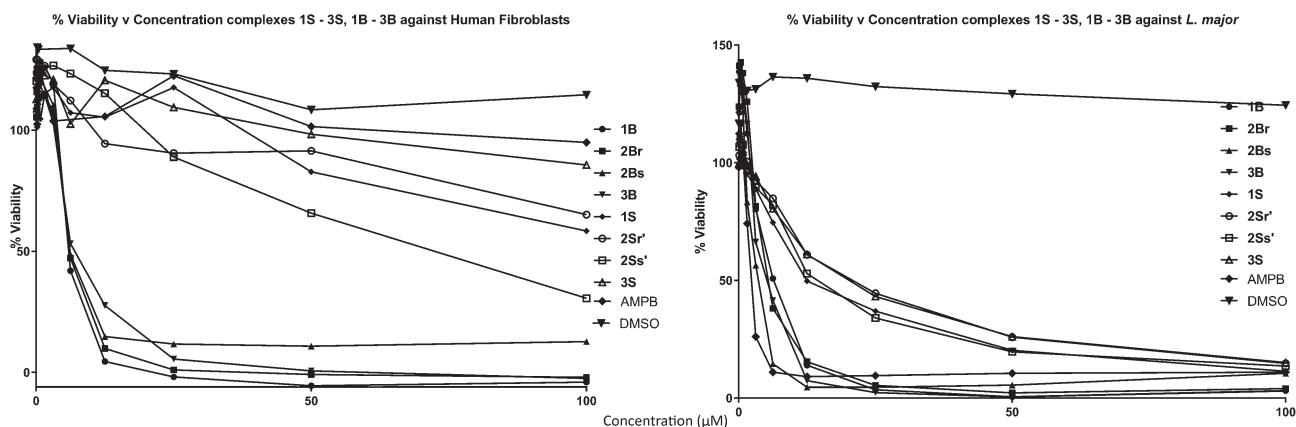 % Viability v Concentration complexes 1S - 3S, 1B - 3B against Human Fibroblasts
% Viability
100
50
0
0
50
100
1B
2Br
2Bs
3B
1S
2Sr'
2Ss'
3S
AMPB
DMSO
% Viability v Concentration complexes 1S - 3S, 1B - 3B against L. major
% Viability
150
100
50
0
0
50
100
1B
2Br
2Bs
3B
1S
2Sr'
2Ss'
3S
AMPB
DMSO
Concentration (µM)